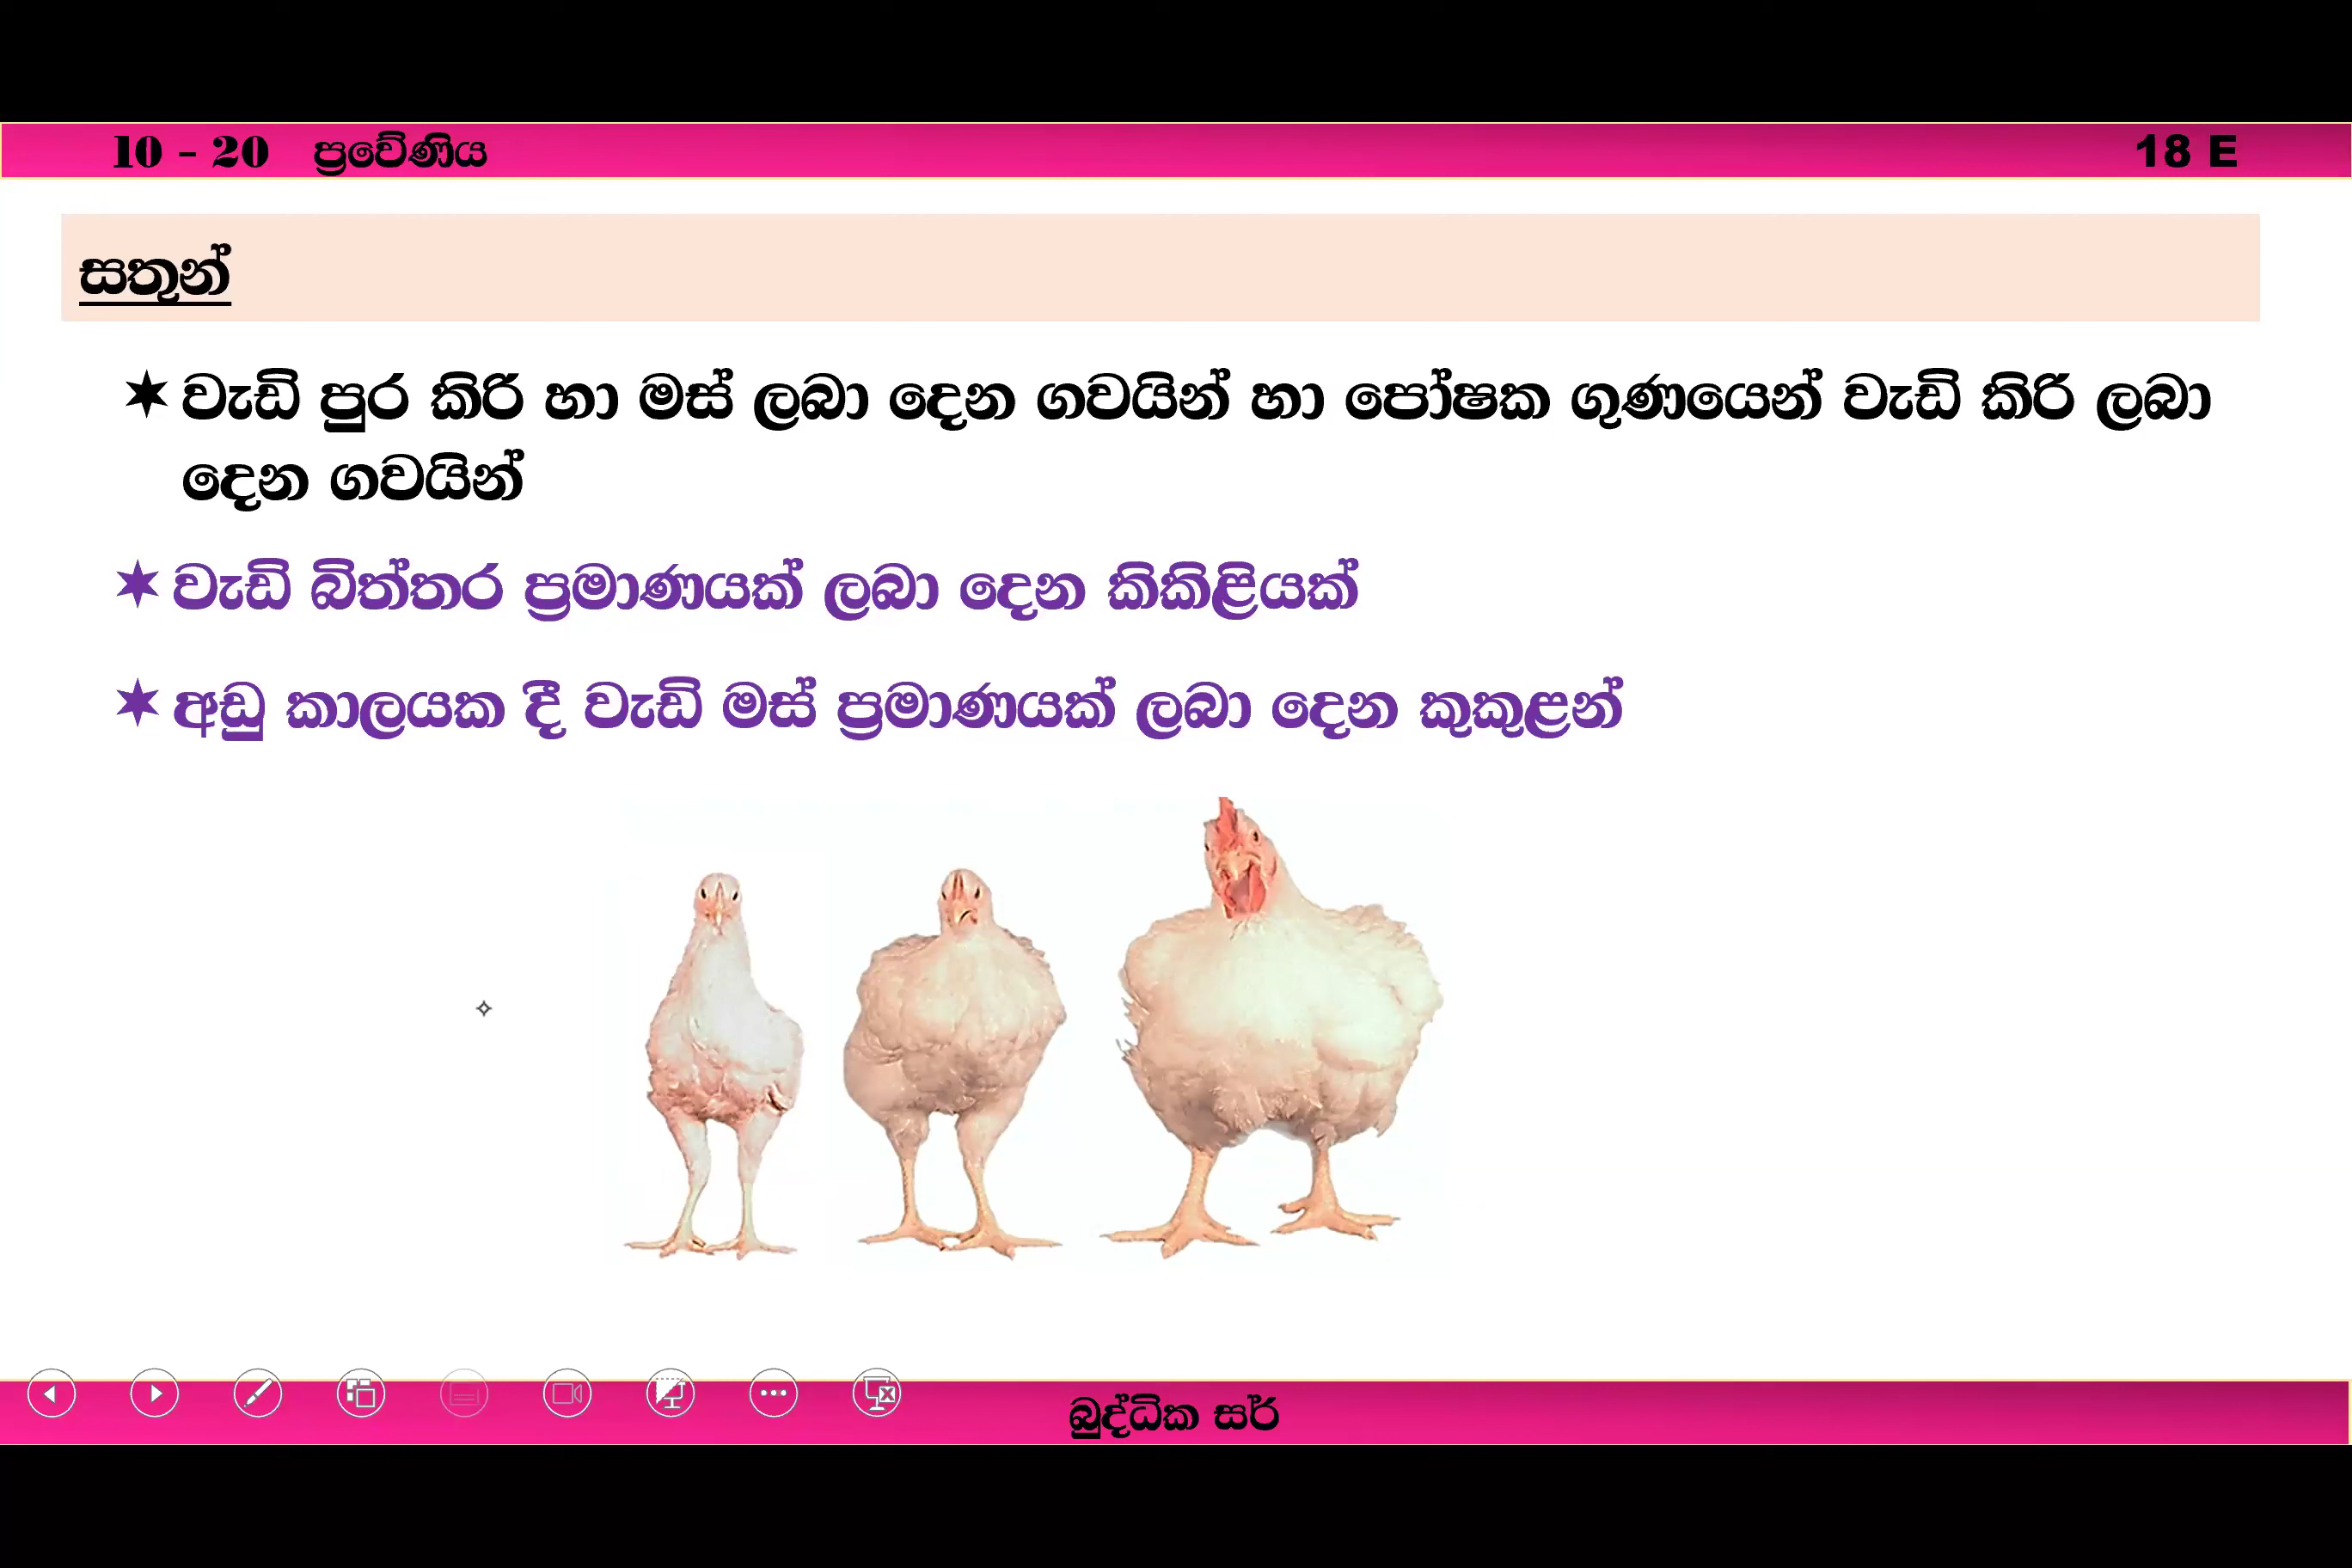 10 - 20 ප්‍රවේණිය
18 E
සතුන්
✶ වැඩි පුර කිරි හා මස් ලබා දෙන ගවයින් හා පෝෂක ගුණයෙන් වැඩි කිරි ලබා
දෙන ගවයින්
✶ වැඩි බිත්තර ප්‍රමාණයක් ලබා දෙන කිකිළියක්
✶ අඩු කාලයක දී වැඩි මස් ප්‍රමාණයක් ලබා දෙන කුකුළන්
බුද්ධික සර්